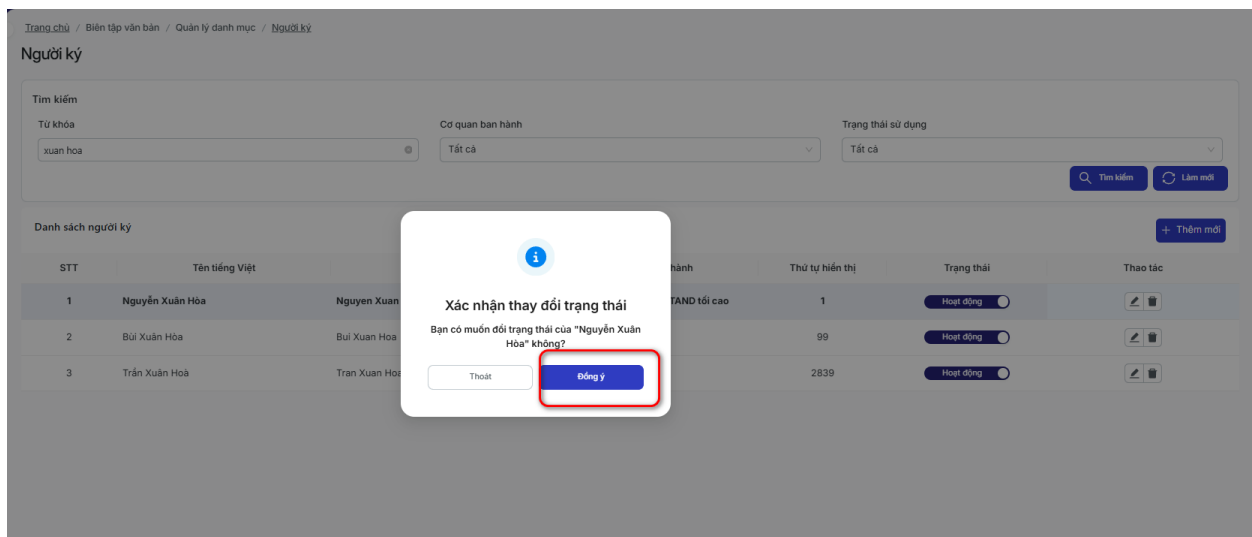 Trang chủ / Biên tập văn bản / Quản lý danh mục / Người ký
Người ký
Tìm kiếm
Từ khóa
Cơ quan ban hành
Trạng thái sử dụng
xuan hoa
Tất cả
Tất cả
Tìm kiếm
Làm mới
Danh sách người ký
+ Thêm mới
STT
Tên tiếng Việt
hành
Thứ tự hiển thị
Trạng thái
Thao tác
1 Nguyễn Xuân Hòa Nguyen Xuan TAND tối cao 1 Hoạt động
2 Bùi Xuân Hòa Bui Xuan Hoa 99 Hoạt động
3 Trần Xuân Hoà Tran Xuan Hoa 2839 Hoạt động
Xác nhận thay đổi trạng thái
Bạn có muốn đổi trạng thái của "Nguyễn Xuân
Hòa" không?
Thoát
Đồng ý